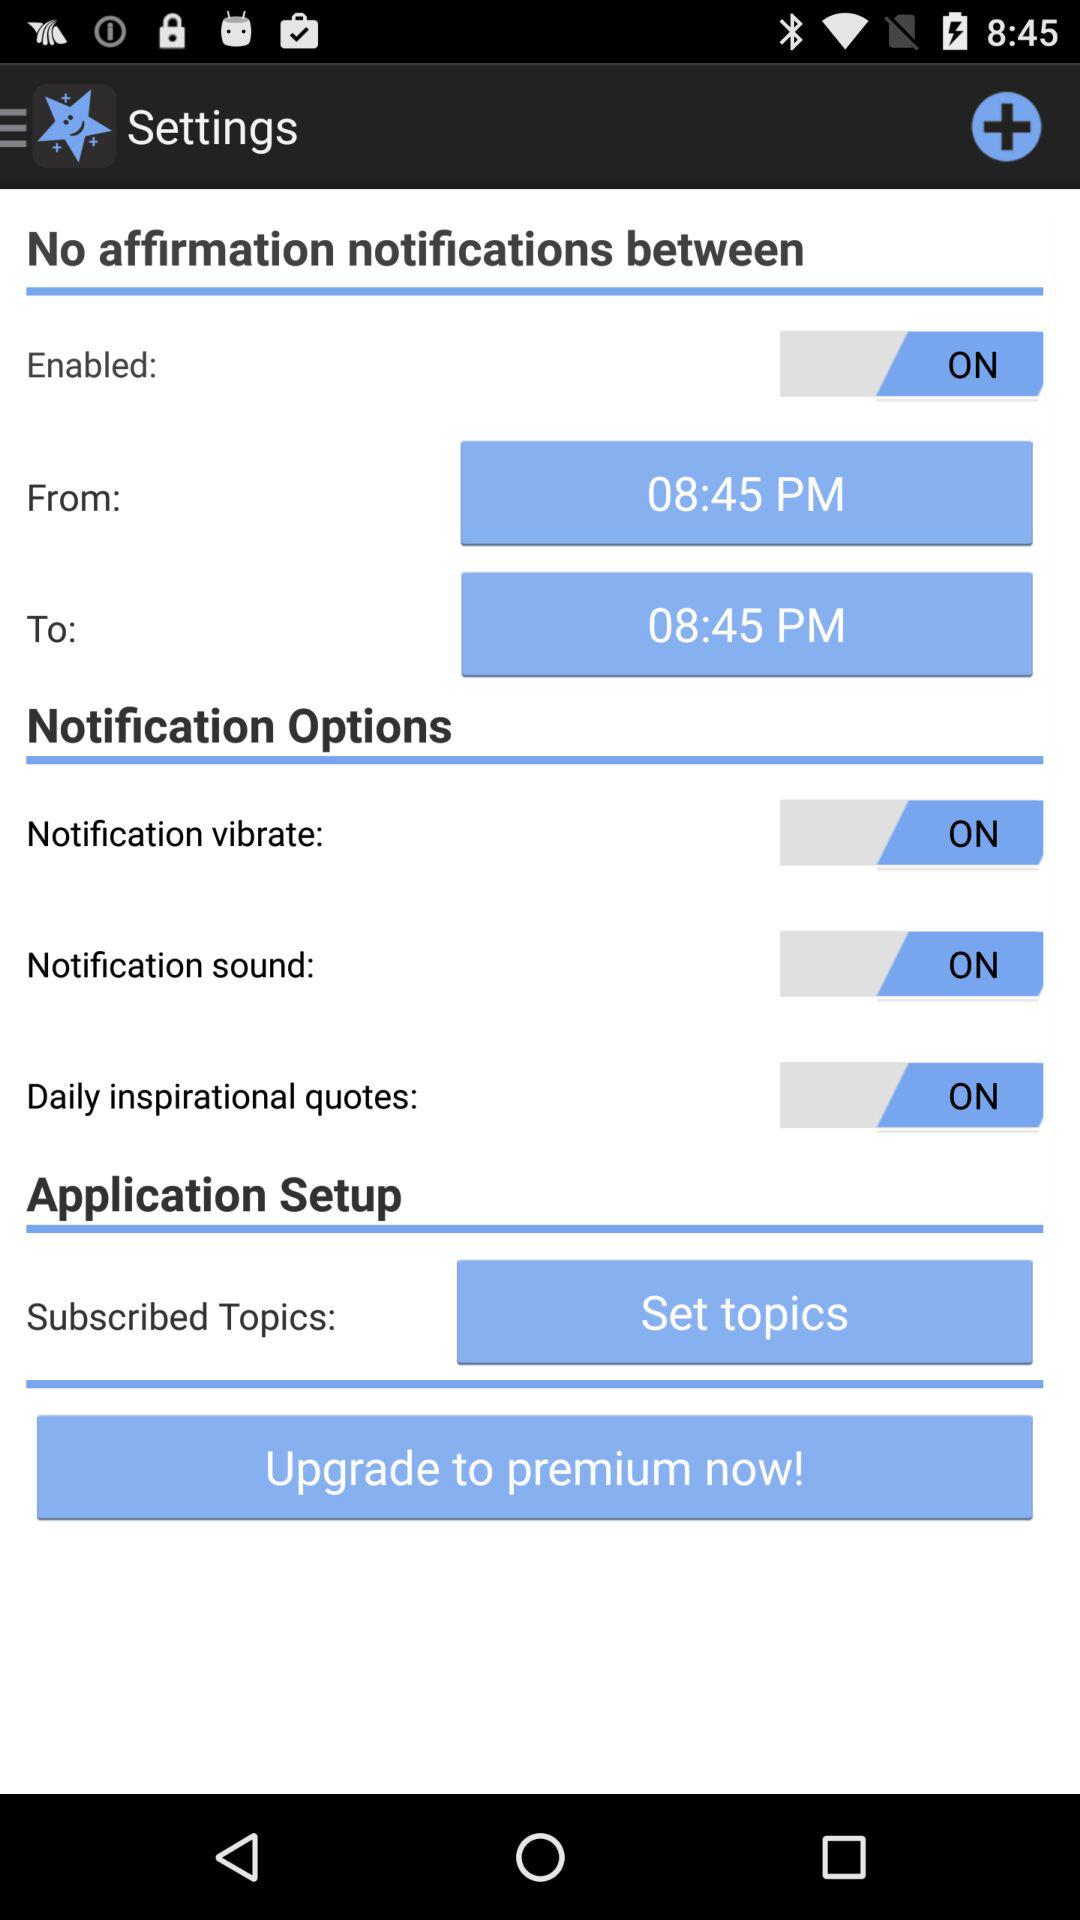 8:45
Settings
No affirmation notifications between
Enabled: ON
From: 08:45 PM
To: 08:45 PM
Notification Options
Notification vibrate: ON
Notification sound: ON
Daily inspirational quotes: ON
Application Setup
Subscribed Topics: Set topics
Upgrade to premium now!